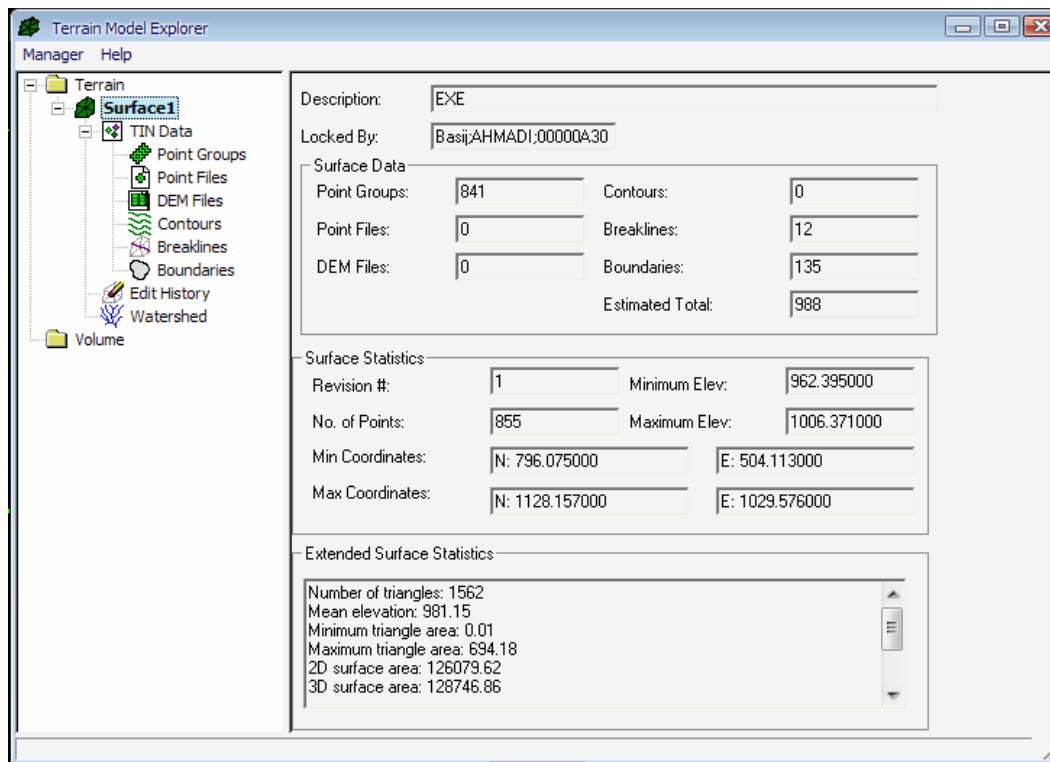 Terrain Model Explorer
Manager Help
Terrain
Surface1
TIN Data
Point Groups
Point Files
DEM Files
Contours
Breaklines
Boundaries
Edit History
Watershed
Volume
Description: EXE
Locked By: Basij;AHMADI;00000A30
Surface Data
Point Groups: 841 Contours: 0
Point Files: 0 Breaklines: 12
DEM Files: 0 Boundaries: 135
Estimated Total: 988
Surface Statistics
Revision #: 1 Minimum Elev: 962.395000
No. of Points: 855 Maximum Elev: 1006.371000
Min Coordinates: N: 796.075000 E: 504.113000
Max Coordinates: N: 1128.157000 E: 1029.576000
Extended Surface Statistics
Number of triangles: 1562
Mean elevation: 981.15
Minimum triangle area: 0.01
Maximum triangle area: 694.18
2D surface area: 126079.62
3D surface area: 128746.86